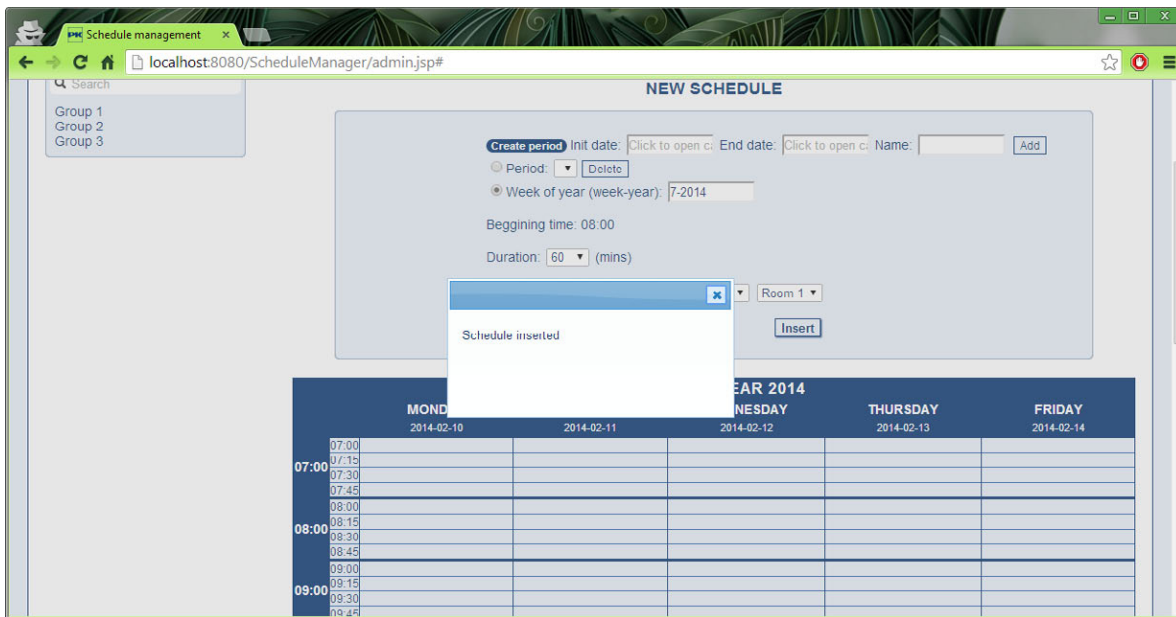 PK Schedule management ×
localhost:8080/ScheduleManager/admin.jsp#
Search
Group 1
Group 2
Group 3
NEW SCHEDULE
Create period Init date: Click to open c End date: Click to open c Name: Add
Period: Delete
Week of year (week-year): 7-2014
Beggining time: 08:00
Duration: 60 (mins)
Room 1
Schedule inserted
Insert
EAR 2014
MOND NESDAY THURSDAY FRIDAY
2014-02-10 2014-02-11 2014-02-12 2014-02-13 2014-02-14
07:00
07:00
07:15
07:30
07:45
08:00
08:00
08:15
08:30
08:45
09:00
09:00
09:15
09:30
09:45